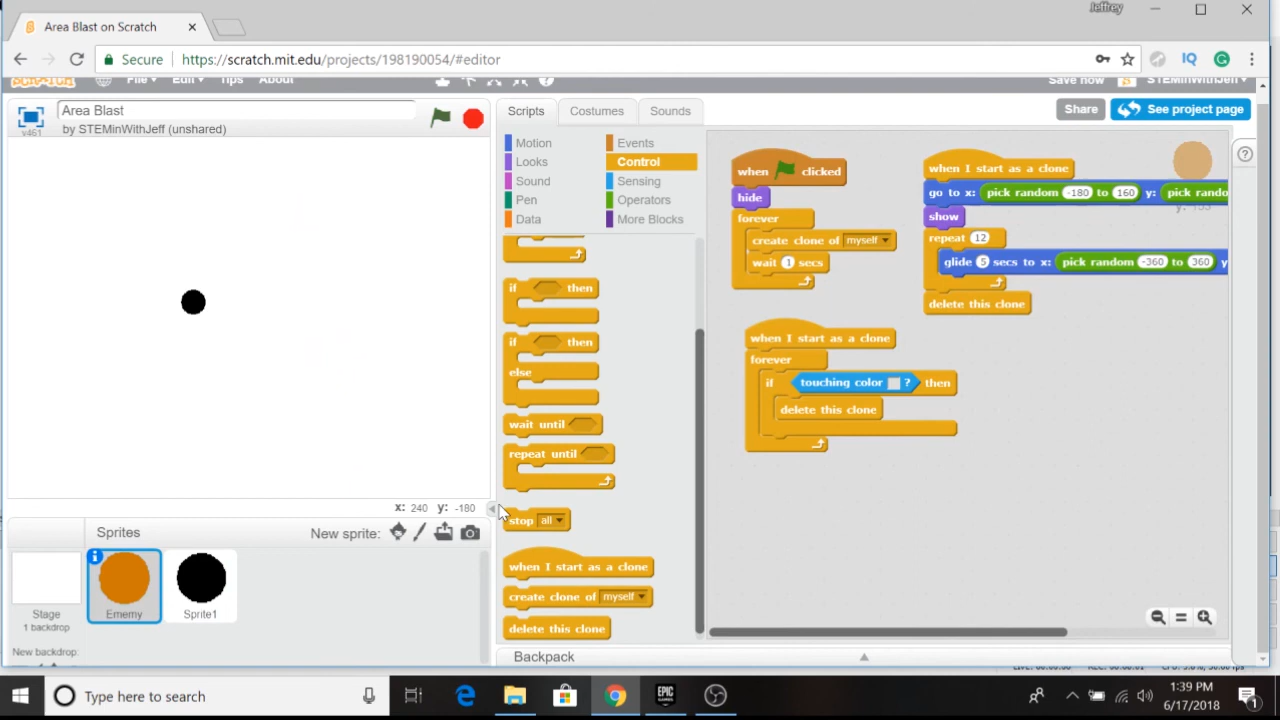 Jeffrey
Area Blast on Scratch
Secure https://scratch.mit.edu/projects/198190054/#editor
SCRATCH File Edit Tips About Save now STEMinWithJeff
v461
Area Blast
by STEMinWithJeff (unshared)
Scripts Costumes Sounds
Share See project page
Motion Events
Looks Control
Sound Sensing
Pen Operators
Data More Blocks
if then
if then
else
wait until
repeat until
stop all
when I start as a clone
create clone of myself
delete this clone
when clicked
hide
forever
create clone of myself
wait 1 secs
when I start as a clone
go to x: pick random -180 to 160 y: pick rando
show
repeat 12
glide 5 secs to x: pick random -360 to 360 y
delete this clone
when I start as a clone
forever
if touching color ? then
delete this clone
x: 240 y: -180
Sprites New sprite:
Stage
1 backdrop
New backdrop:
Ememy
Sprite1
Backpack
Type here to search
EPIC GAMES
1:39 PM
6/17/2018